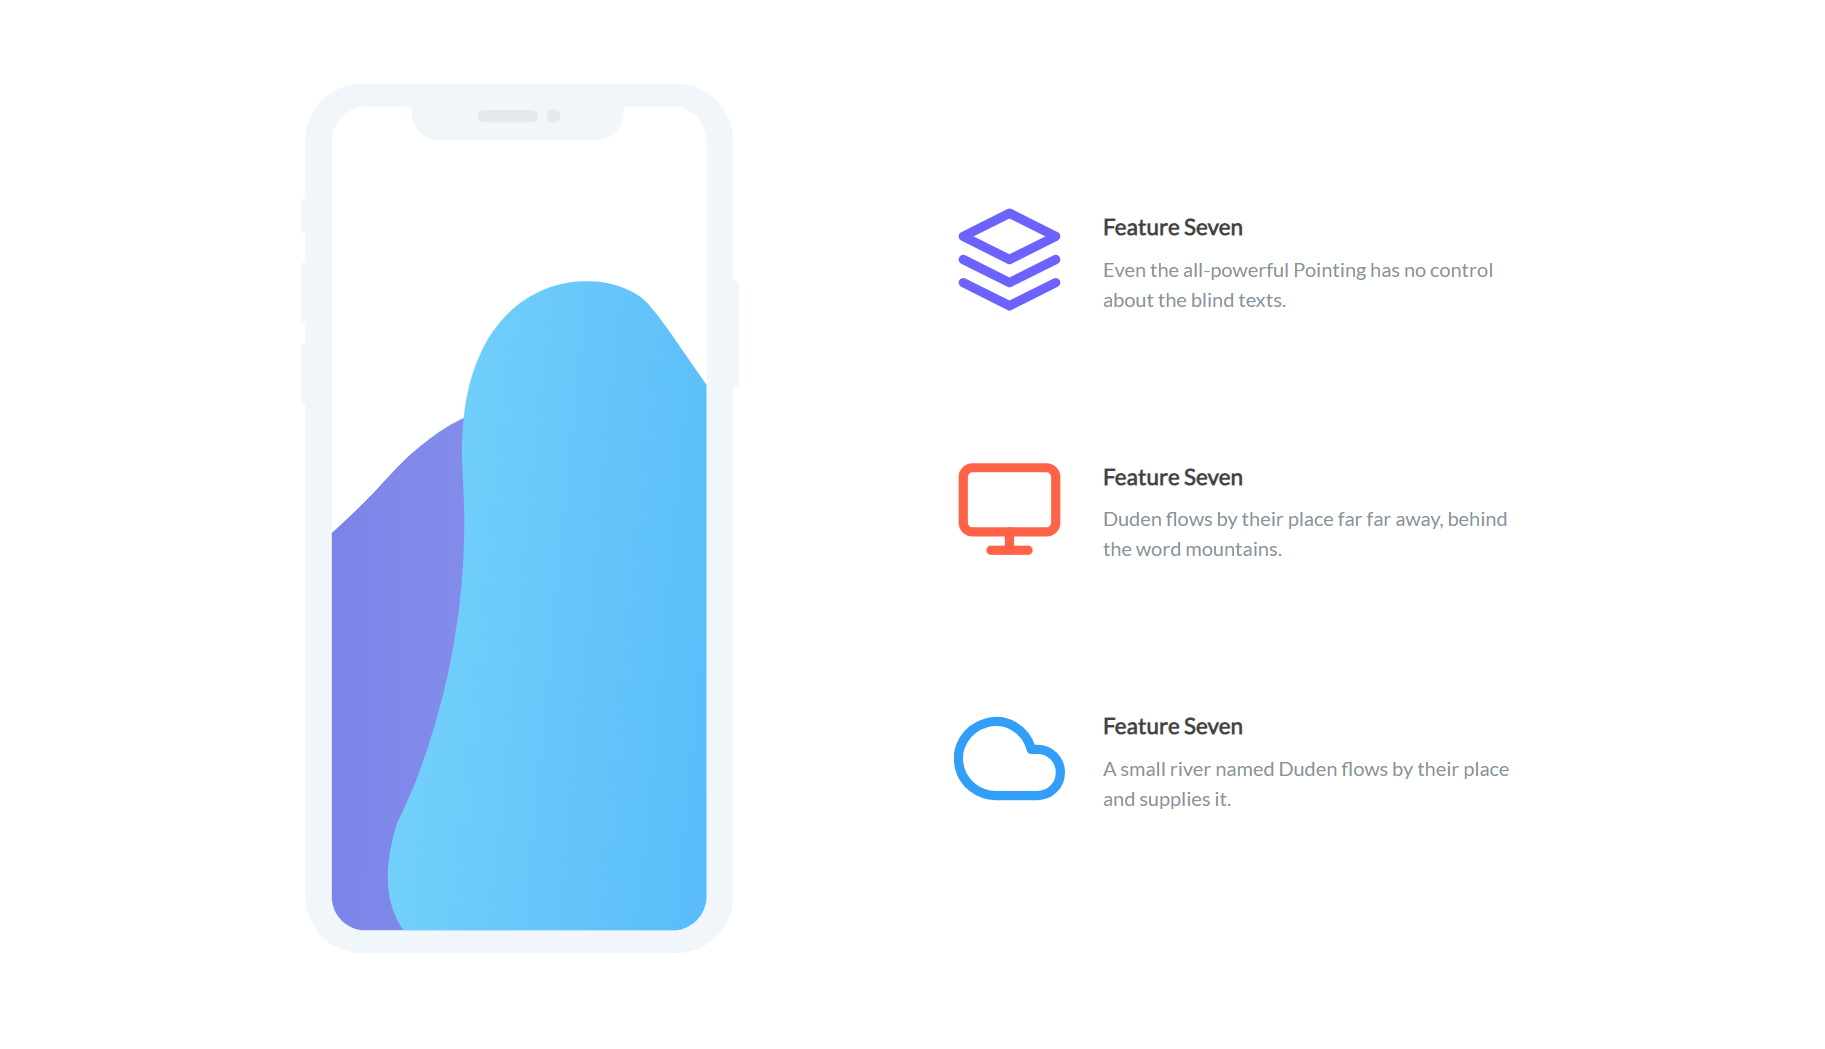 Feature Seven
Even the all-powerful Pointing has no control
about the blind texts.
Feature Seven
Duden flows by their place far far away, behind
the word mountains.
Feature Seven
A small river named Duden flows by their place
and supplies it.